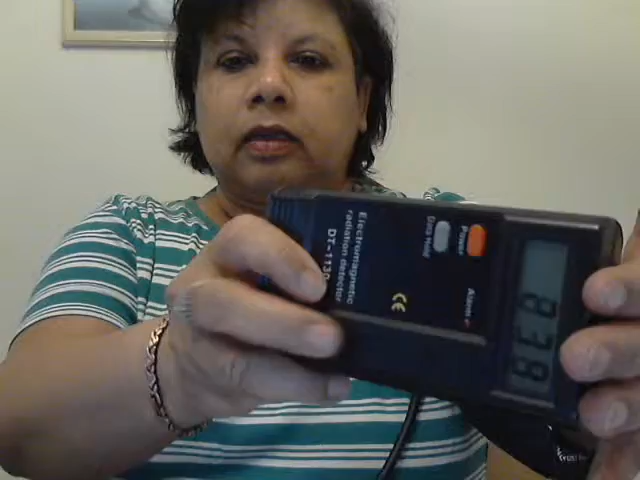 Electromagnetic
radiation detector
DT-1130
Power
Data Hold
Alarm
CE